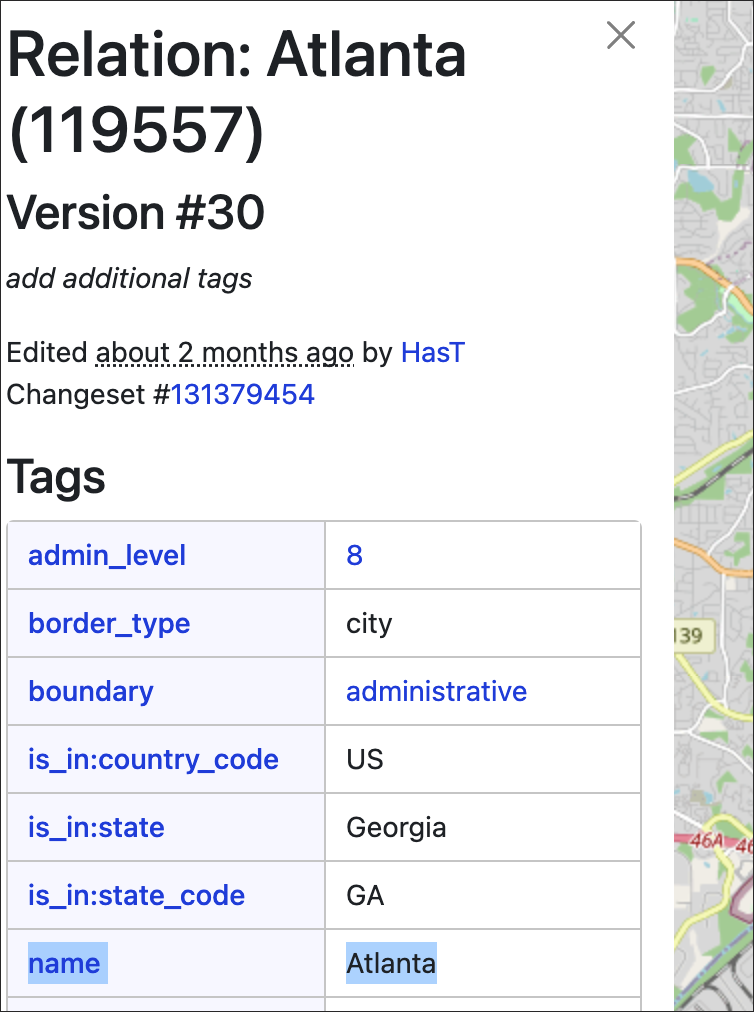 Relation: Atlanta
(119557)
Version #30
add additional tags
Edited about 2 months ago by HasT
Changeset #131379454
Tags
admin_level 8
border_type city
boundary administrative
is_in:country_code US
is_in:state Georgia
is_in:state_code GA
name Atlanta
139
46A 46